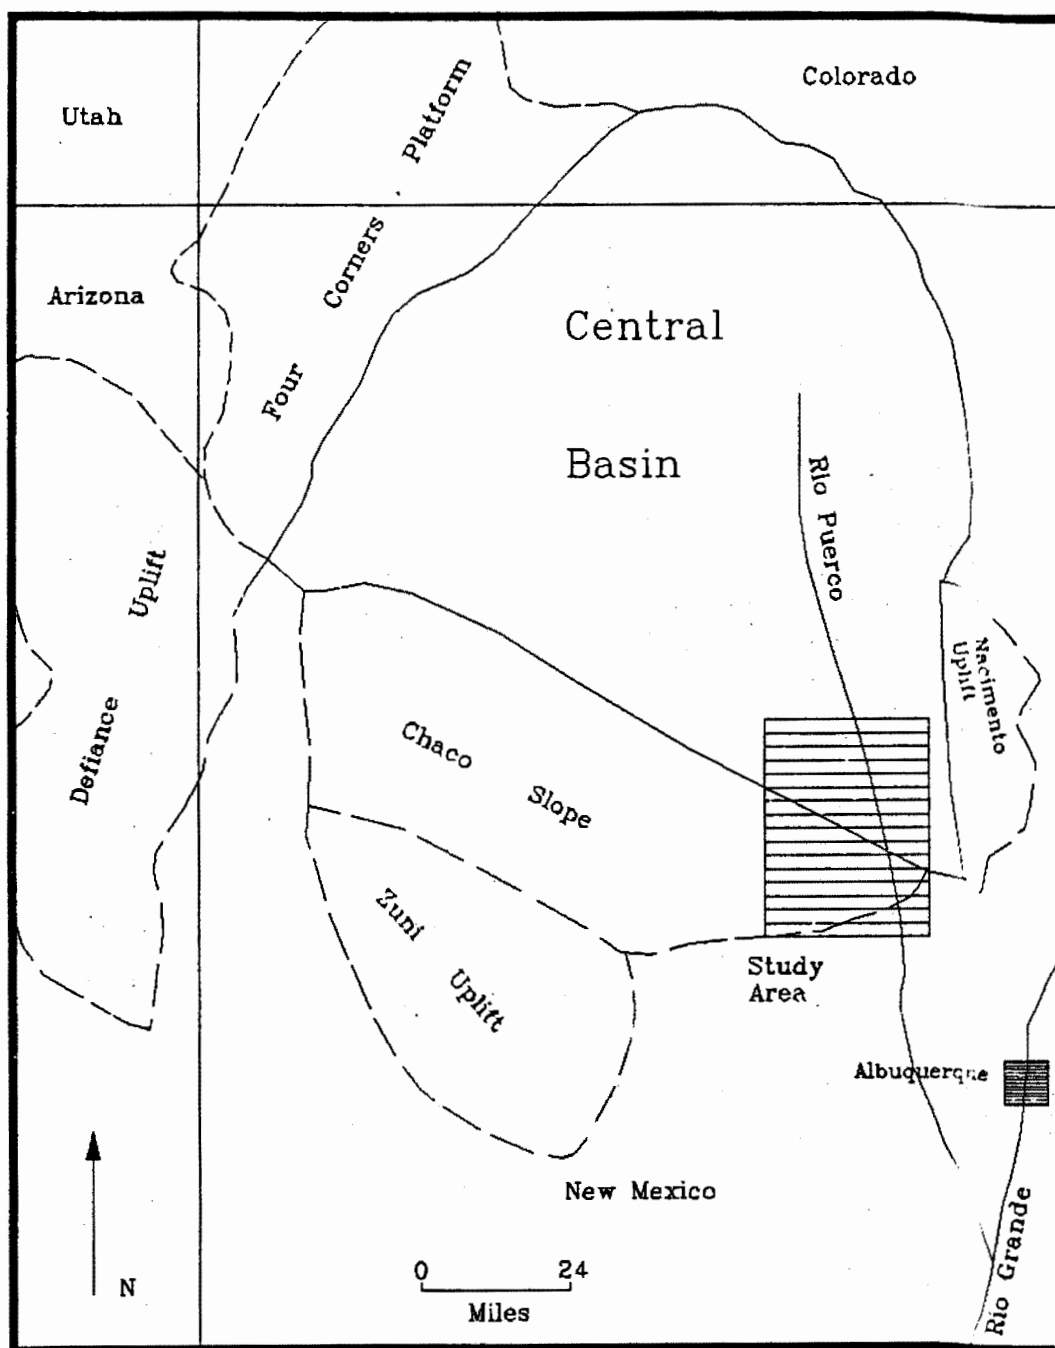 Colorado
Utah
Four Corners Platform
Arizona
Central
Basin
Rio Puerco
Defiance Uplift
Nacimento
Uplift
Chaco Slope
Zuni Uplift
Study
Area
Albuquerque
New Mexico
Rio Grande
N
0 24
Miles